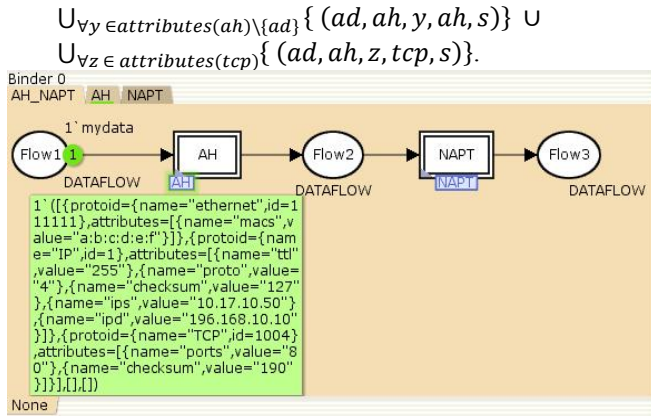 ⋃∀y ∈attributes(ah)\{ad}{ (ad, ah, y, ah, s)} ∪
⋃∀z ∈ attributes(tcp){ (ad, ah, z, tcp, s)}.
Binder 0
AH_NAPT AH NAPT
1`mydata
Flow1 1 AH Flow2 NAPT Flow3
DATAFLOW AH DATAFLOW NAPT DATAFLOW
1`([{protoid={name="ethernet",id=1
11111},attributes=[{name="macs",v
alue="a:b:c:d:e:f"}]},{protoid={nam
e="IP",id=1},attributes=[{name="ttl"
,value="255"},{name="proto",value=
"4"},{name="checksum",value="127"
},{name="ips",value="10.17.10.50"}
,{name="ipd",value="196.168.10.10"
}]},{protoid={name="TCP",id=1004}
,attributes=[{name="ports",value="8
0"},{name="checksum",value="190"
}]}],[],[])
None